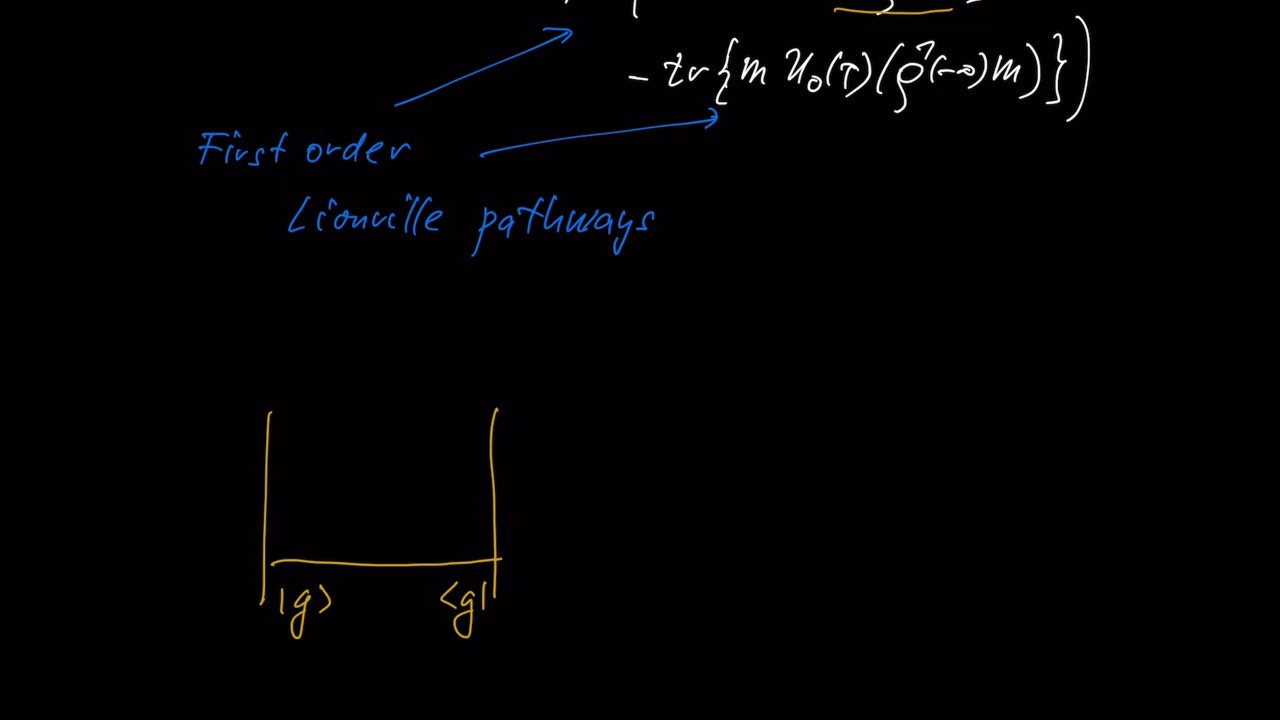 - tr{m U₀(τ)(ρ̂(-∞)m)})
First order
Liouville pathways
|g> <g|